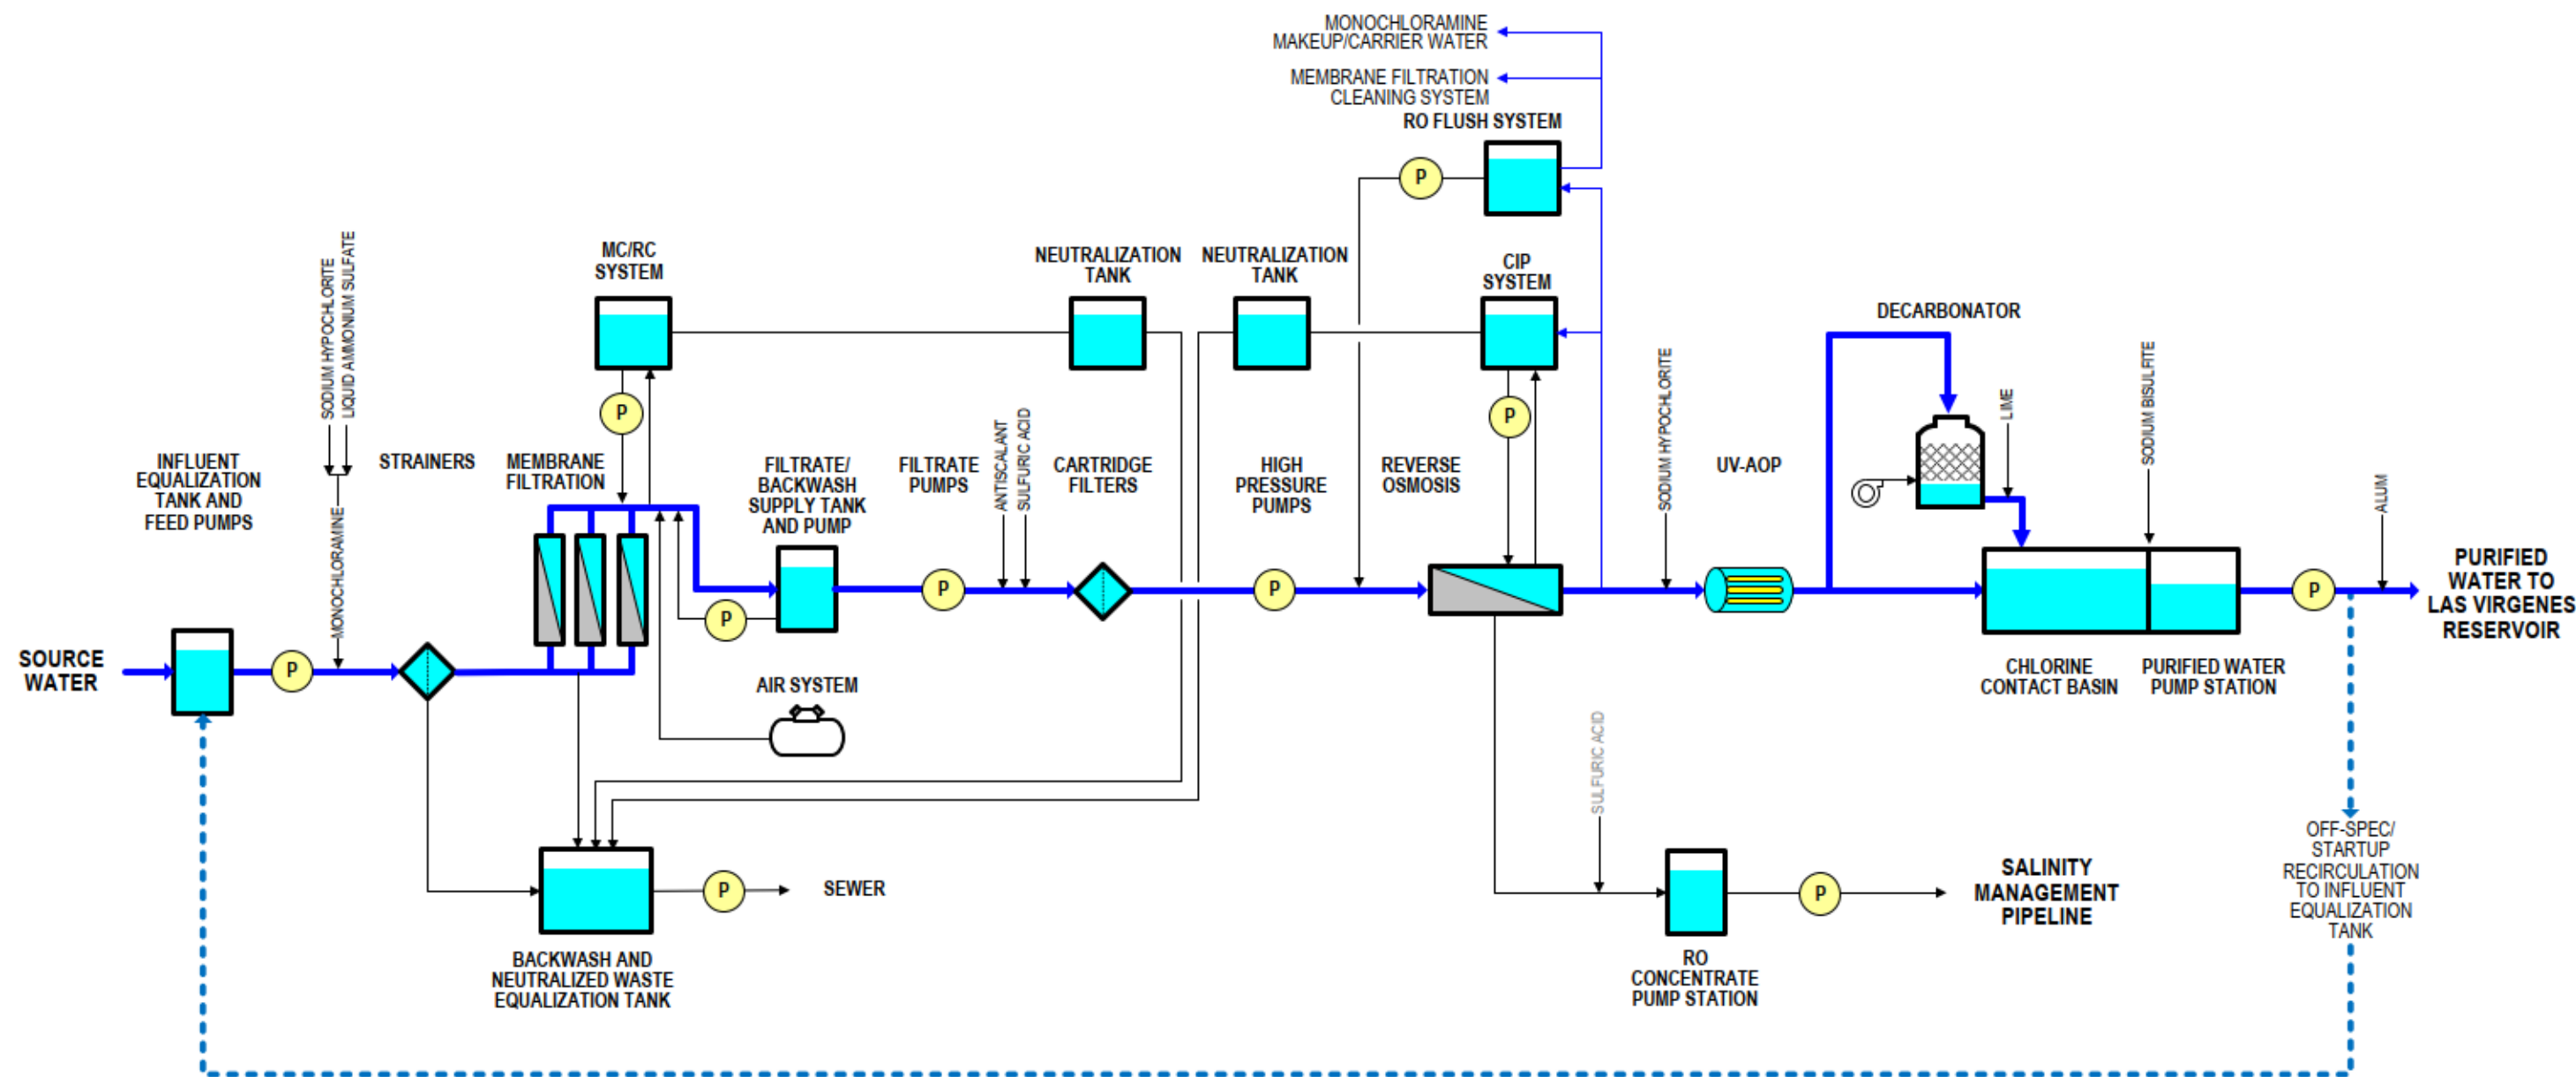 MONOCHLORAMINE
MAKEUP/CARRIER WATER
MEMBRANE FILTRATION
CLEANING SYSTEM
RO FLUSH SYSTEM
P
MC/RC
SYSTEM
NEUTRALIZATION
TANK
NEUTRALIZATION
TANK
CIP
SYSTEM
DECARBONATOR
SODIUM HYPOCHLORITE
LIQUID AMMONIUM SULFATE
MONOCHLORAMINE
P
P
ANTISCALANT
SULFURIC ACID
SODIUM HYPOCHLORITE
LIME
SODIUM BISULFITE
ALUM
INFLUENT
EQUALIZATION
TANK AND
FEED PUMPS
STRAINERS
MEMBRANE
FILTRATION
FILTRATE/
BACKWASH
SUPPLY TANK
AND PUMP
FILTRATE
PUMPS
CARTRIDGE
FILTERS
HIGH
PRESSURE
PUMPS
REVERSE
OSMOSIS
UV-AOP
SOURCE
WATER
P
P
P
P
P
PURIFIED
WATER TO
LAS VIRGENES
RESERVOIR
AIR SYSTEM
CHLORINE
CONTACT BASIN
PURIFIED WATER
PUMP STATION
SULFURIC ACID
P
SEWER
P
SALINITY
MANAGEMENT
PIPELINE
OFF-SPEC/
STARTUP
RECIRCULATION
TO INFLUENT
EQUALIZATION
TANK
BACKWASH AND
NEUTRALIZED WASTE
EQUALIZATION TANK
RO
CONCENTRATE
PUMP STATION